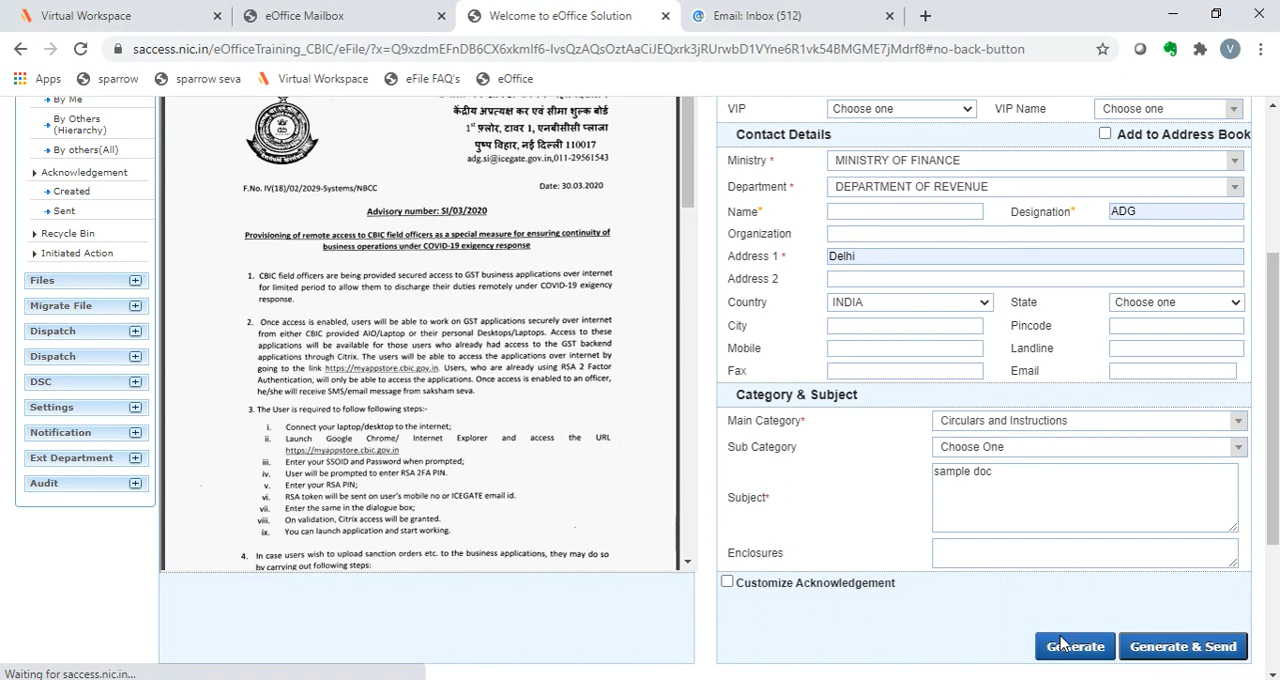 Virtual Workspace
eOffice Mailbox
Welcome to eOffice Solution
Email: Inbox (512)
saccess.nic.in/eOfficeTraining_CBIC/eFile/?x=Q9xzdmEFnDB6CX6xkmIf6-lvsQzAQsOztAaCiJEQxrk3jRUrwbD1VYne6R1vk54BMGME7jMdrf8#no-back-button
V
Apps
sparrow
sparrow seva
Virtual Workspace
eFile FAQ's
eOffice
By Me
By Others
(Hierarchy)
By others(All)
Acknowledgement
Created
Sent
Recycle Bin
Initiated Action
Files
Migrate File
Dispatch
Dispatch
DSC
Settings
Notification
Ext Department
Audit
केंद्रीय अप्रत्यक्ष कर एवं सीमा शुल्क बोर्ड
1st फ़्लोर, टावर 1, एनबीसीसी प्लाजा
पुष्प विहार, नई दिल्ली 110017
adg.si@icegate.gov.in,011-29561543
F.No. IV(18)/02/2029-Systems/NBCC
Date: 30.03.2020
Advisory number: SI/03/2020
Provisioning of remote access to CBIC field officers as a special measure for ensuring continuity of
business operations under COVID-19 exigency response
1. CBIC field officers are being provided secured access to GST business applications over internet
for limited period to allow them to discharge their duties remotely under COVID-19 exigency
response.
2. Once access is enabled, users will be able to work on GST applications securely over internet
from either CBIC provided AIO/Laptop or their personal Desktops/Laptops. Access to these
applications will be available for those users who already had access to the GST backend
applications through Citrix. The users will be able to access the applications over internet by
going to the link https://myappstore.cbic.gov.in. Users, who are already using RSA 2 Factor
Authentication, will only be able to access the applications. Once access is enabled to an officer,
he/she will receive SMS/email message from saksham seva.
3. The User is required to follow following steps:-
i. Connect your laptop/desktop to the internet;
ii. Launch Google Chrome/ Internet Explorer and access the URL
https://myappstore.cbic.gov.in
iii. Enter your SSOID and Password when prompted;
iv. User will be prompted to enter RSA 2FA PIN.
v. Enter your RSA PIN;
vi. RSA token will be sent on user's mobile no or ICEGATE email id.
vii. Enter the same in the dialogue box;
viii. On validation, Citrix access will be granted.
ix. You can launch application and start working.
4. In case users wish to upload sanction orders etc. to the business applications, they may do so
by carrying out following steps:
VIP Choose one VIP Name Choose one
Contact Details Add to Address Book
Ministry * MINISTRY OF FINANCE
Department * DEPARTMENT OF REVENUE
Name* Designation* ADG
Organization
Address 1 * Delhi
Address 2
Country INDIA State Choose one
City Pincode
Mobile Landline
Fax Email
Category & Subject
Main Category* Circulars and Instructions
Sub Category Choose One
sample doc
Subject*
Enclosures
Customize Acknowledgement
Generate Generate & Send
Waiting for saccess.nic.in...